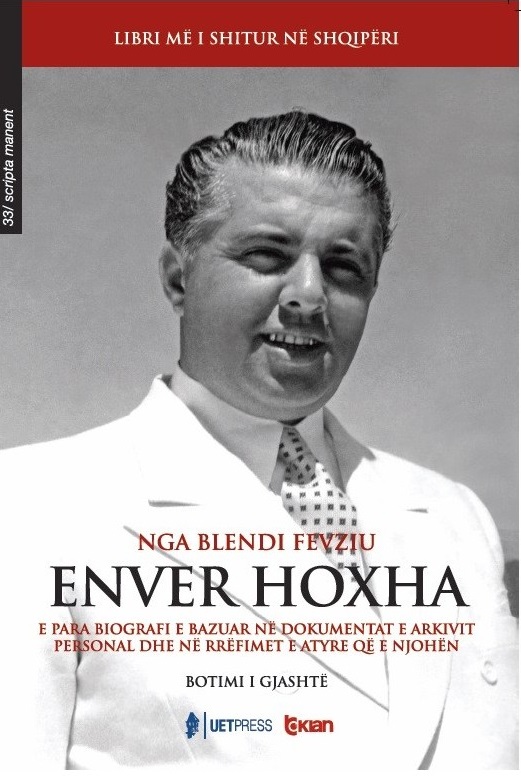 LIBRI MË I SHITUR NË SHQIPËRI
33/ scripta manent
NGA BLENDI FEVZIU
ENVER HOXHA
E PARA BIOGRAFI E BAZUAR NË DOKUMENTAT E ARKIVIT
PERSONAL DHE NË RRËFIMET E ATYRE QË E NJOHËN
BOTIMI I GJASHTË
UETPRESS
klan